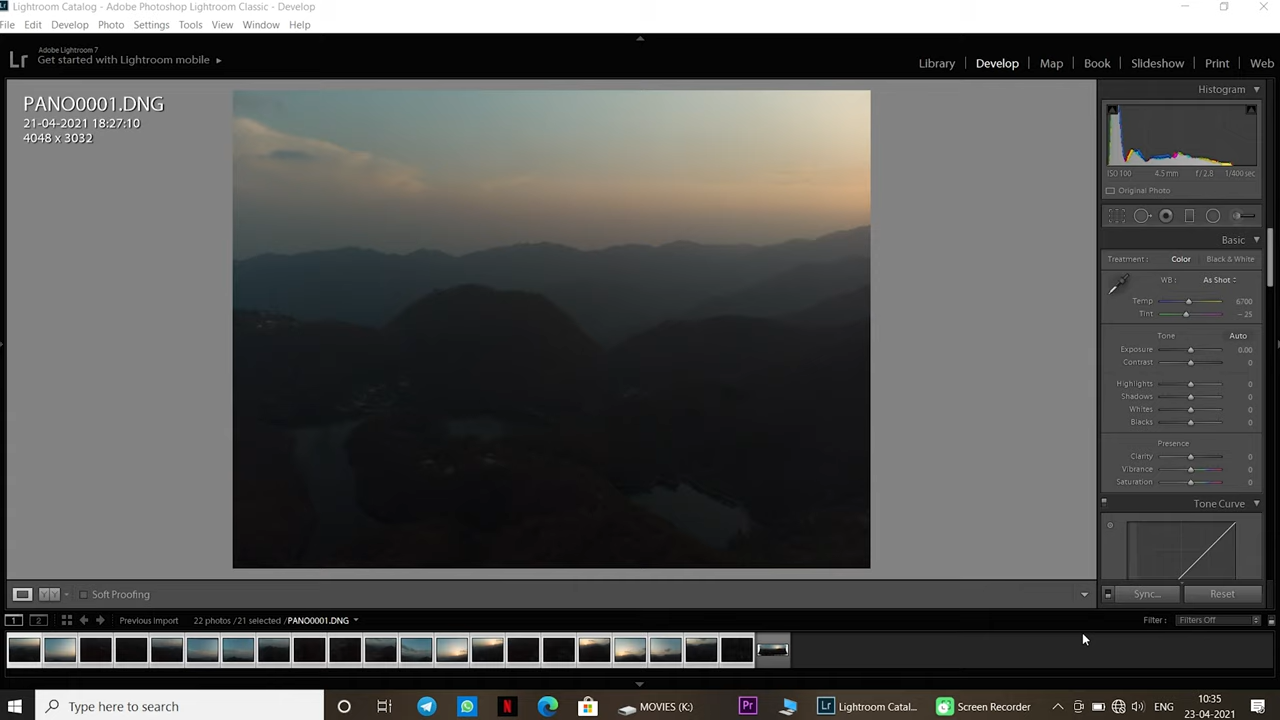 Lightroom Catalog - Adobe Photoshop Lightroom Classic - Develop
File Edit Develop Photo Settings Tools View Window Help
Lr
Adobe Lightroom 7
Get started with Lightroom mobile
Library Develop Map Book Slideshow Print Web
PANO0001.DNG
21-04-2021 18:27:10
4048 x 3032
Histogram
ISO 100 4.5 mm f / 2.8 1/400 sec
Original Photo
Basic
Treatment : Color Black & White
WB : As Shot
Temp 6700
Tint – 25
Tone Auto
Exposure 0.00
Contrast 0
Highlights 0
Shadows 0
Whites 0
Blacks 0
Presence
Clarity 0
Vibrance 0
Saturation 0
Tone Curve
Soft Proofing
Sync... Reset
1 2 Previous Import 22 photos /21 selected /PANO0001.DNG
Filter : Filters Off
Type here to search
N
MOVIES (K:)
Pr
Lr Lightroom Catal...
Screen Recorder
ENG
10:35
23-04-2021